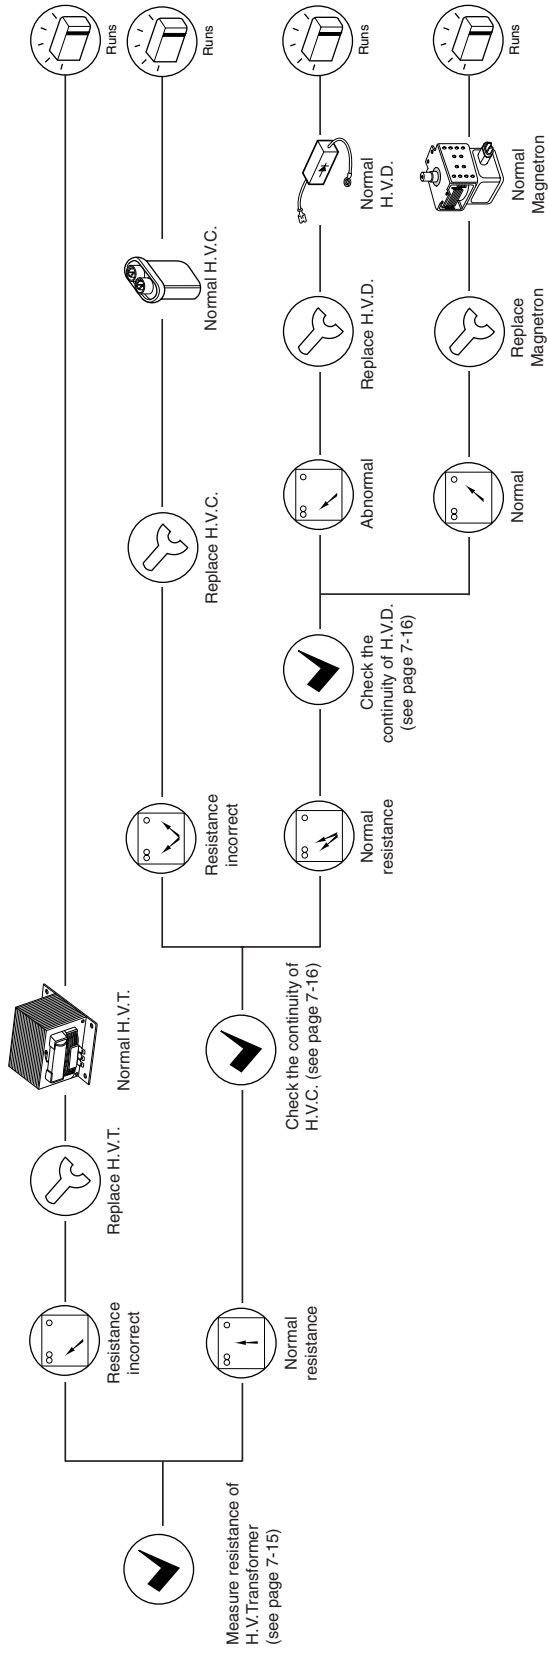 Measure resistance of
H.V.Transformer
(see page 7-15)
Resistance
incorrect
Replace H.V.T.
Normal H.V.T.
Runs
Normal
resistance
Check the continuity of
H.V.C. (see page 7-16)
Resistance
incorrect
Replace H.V.C.
Normal H.V.C.
Runs
Normal
resistance
Check the
continuity of H.V.D.
(see page 7-16)
Abnormal
Replace H.V.D.
Normal
H.V.D.
Runs
Normal
Replace
Magnetron
Normal
Magnetron
Runs